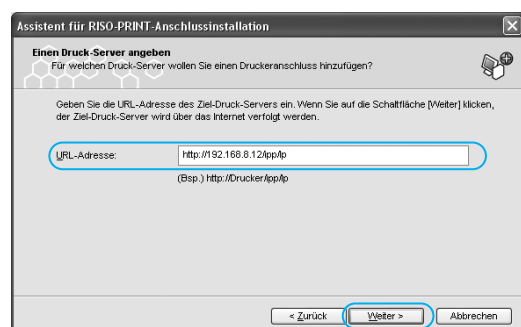 Assistent für RISO-PRINT-Anschlussinstallation
Einen Druck-Server angeben
Für welchen Druck-Server wollen Sie einen Druckeranschluss hinzufügen?
Geben Sie die URL-Adresse des Ziel-Druck-Servers ein. Wenn Sie auf die Schaltfläche [Weiter] klicken,
der Ziel-Druck-Server wird über das Internet verfolgt werden.
URL-Adresse: http://192.168.8.12/ipp/lp
(Bsp.) http://Drucker/ipp/lp
< Zurück Weiter > Abbrechen